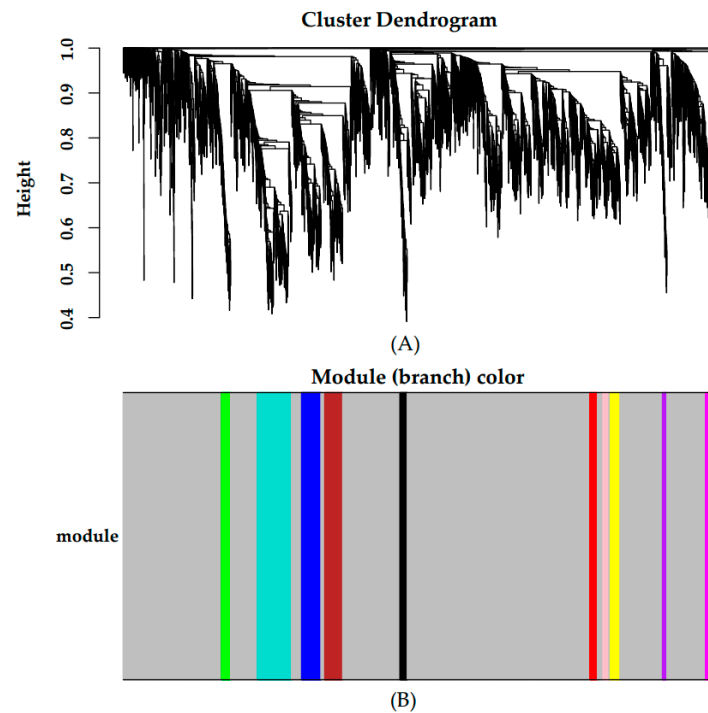 Cluster Dendrogram
1.0
0.9
0.8
0.7
0.6
0.5
0.4
Height
(A)
Module (branch) color
module
(B)